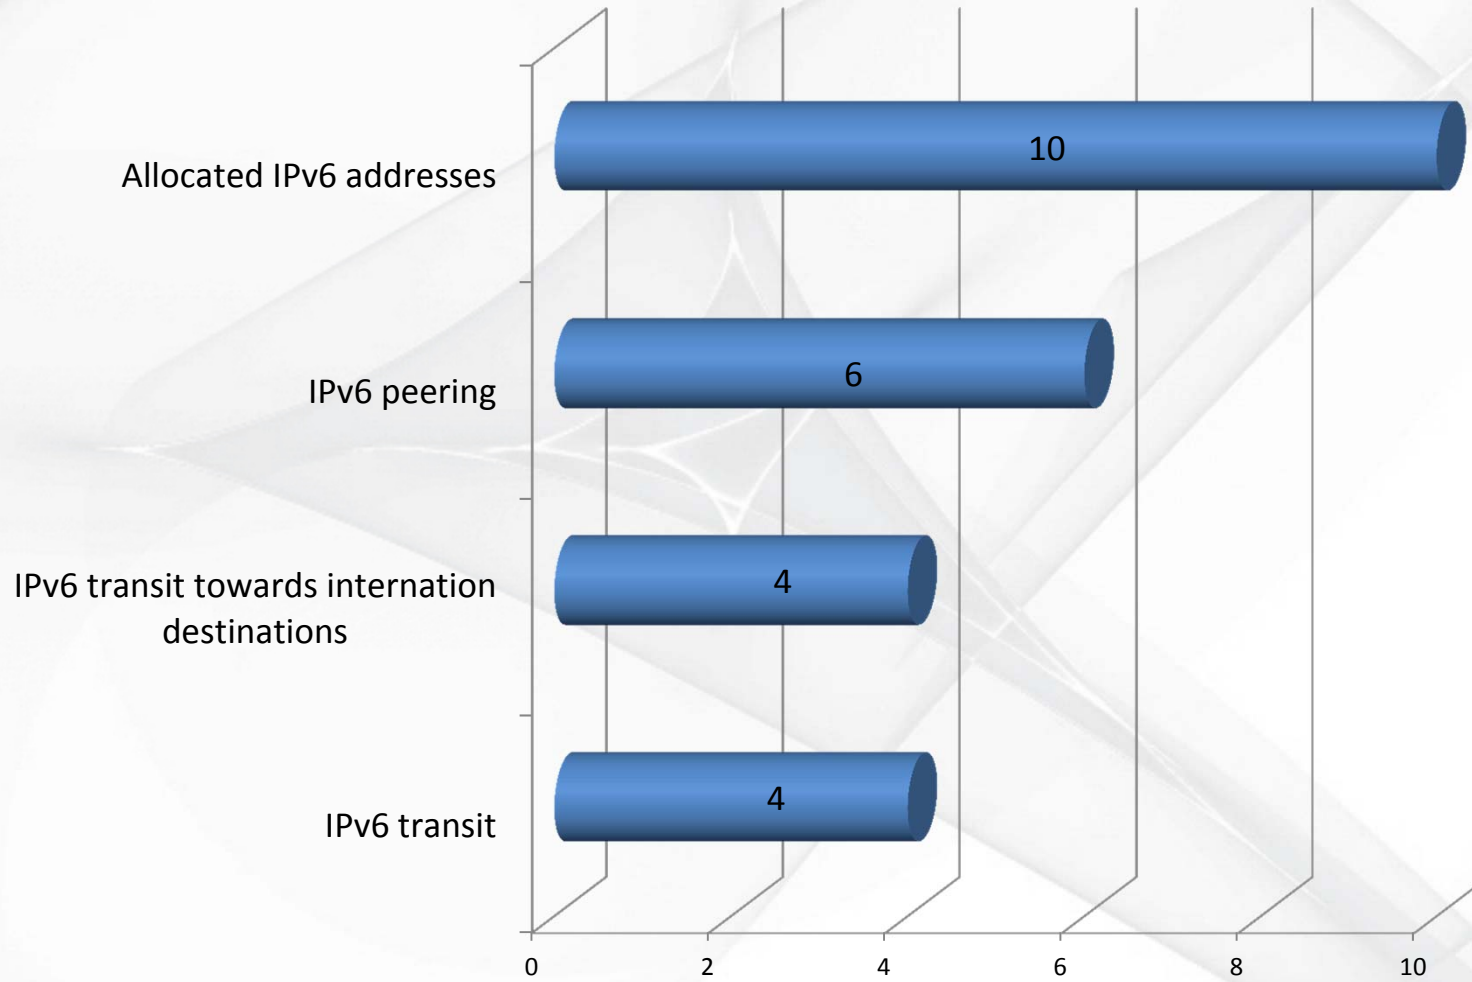 10
Allocated IPv6 addresses
6
IPv6 peering
4
IPv6 transit towards internation
destinations
4
IPv6 transit
0 2 4 6 8 10